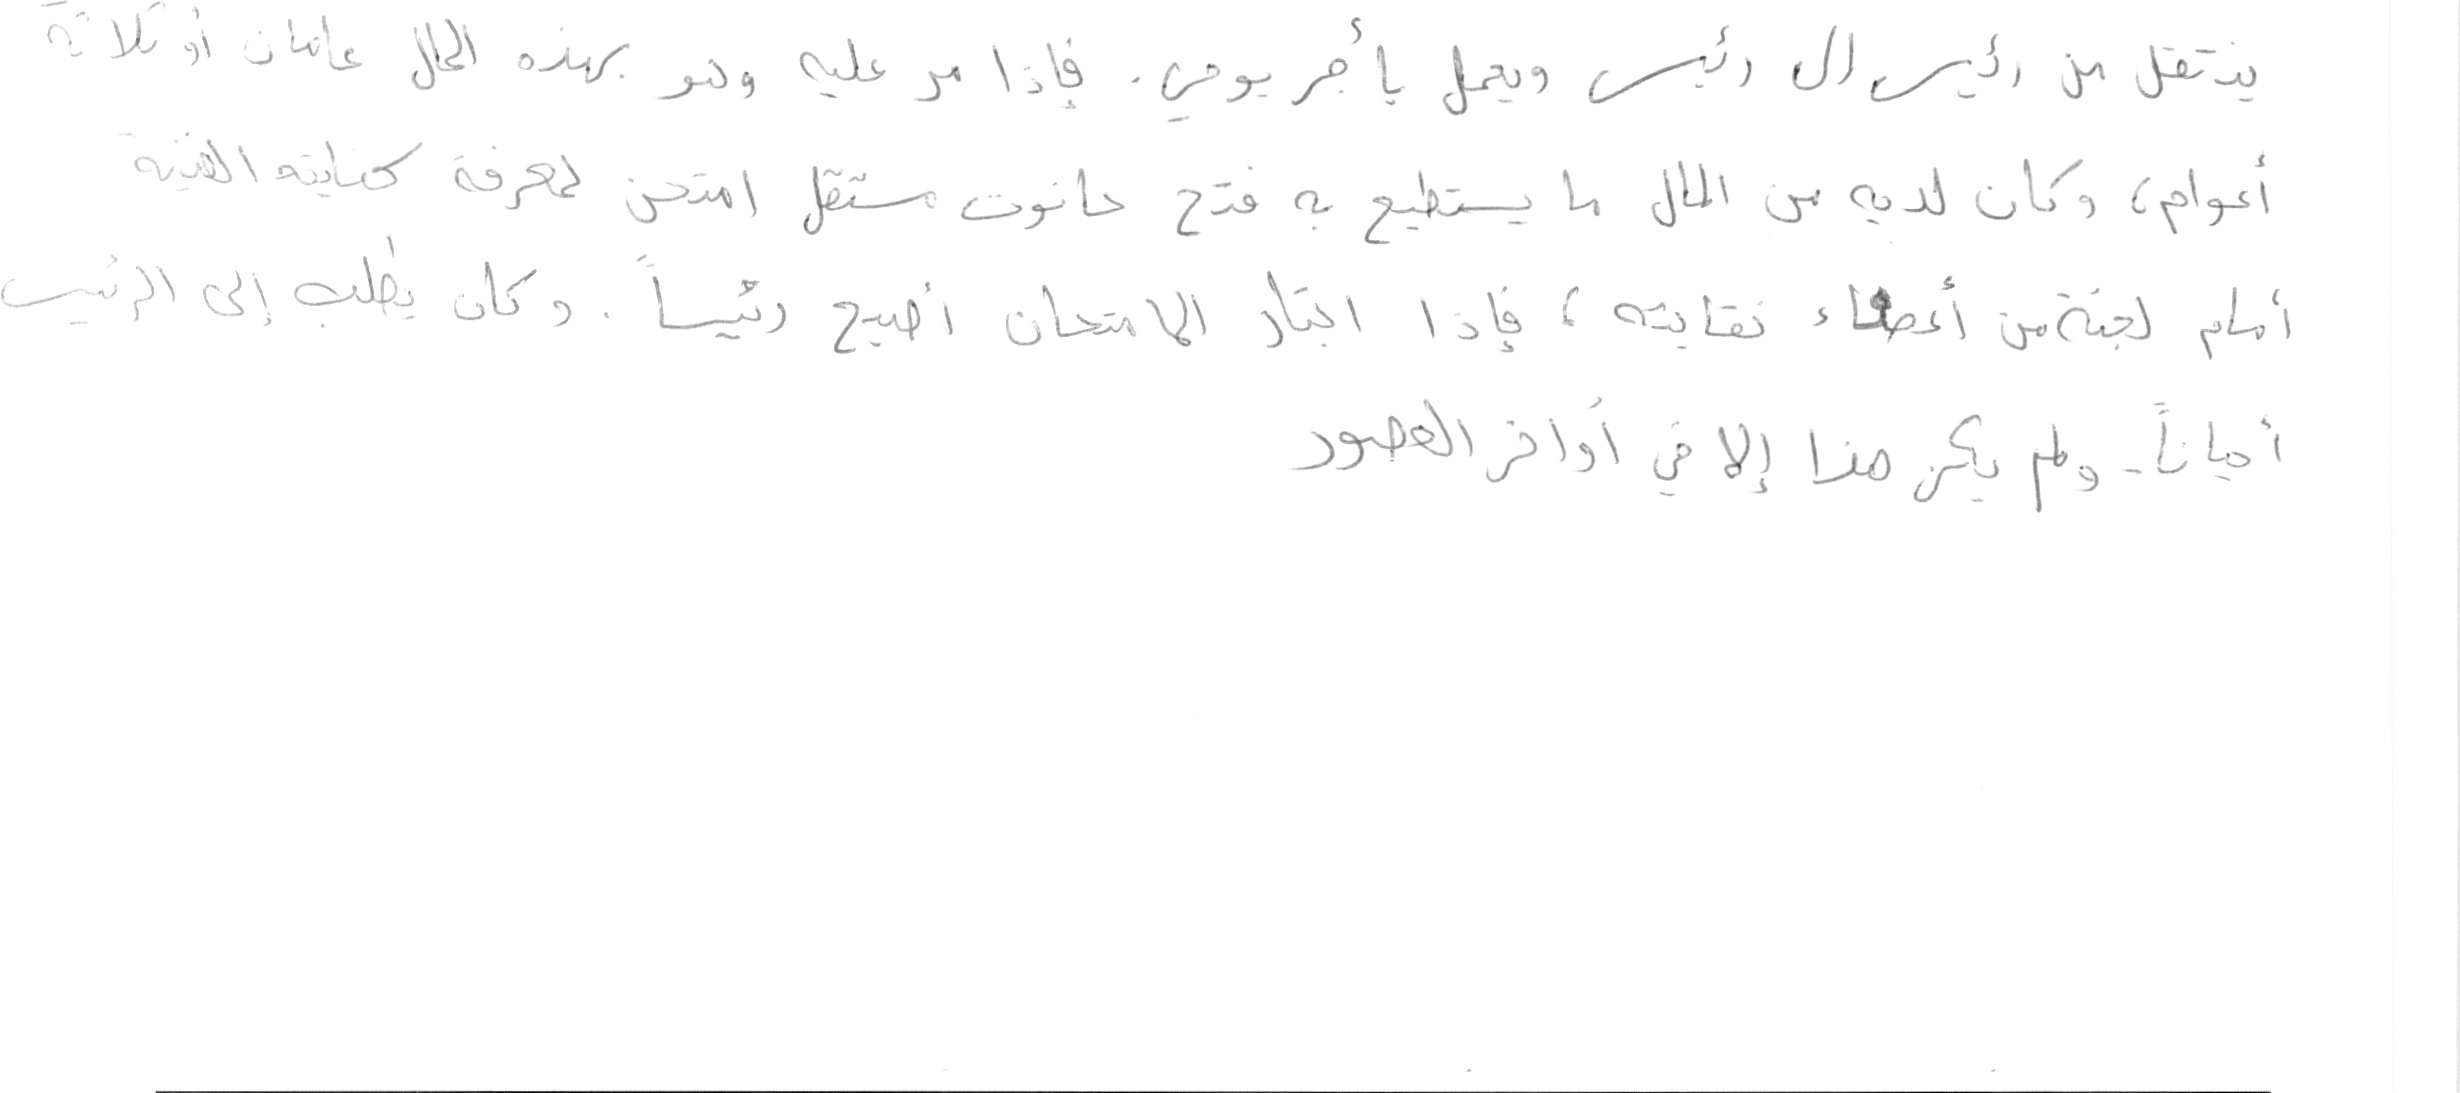 ينتقل من رئيس ال رئيس ويعمل بأجر يومي. فإذا مر عليه وهو بهذه الحال عامان أو ثلاثة
أعوام، وكان لديه من المال ما يستطيع به فتح حانوت مستقل امتحن لمعرفة كفايته الفنية
أمام لجنة من أعضاء نقابته، فإذا اجتاز الامتحان أصبح رئيساً. وكان يطلب إلى الرئيس
أحياناً- ولم يكن هذا إلا في أواخر العصور